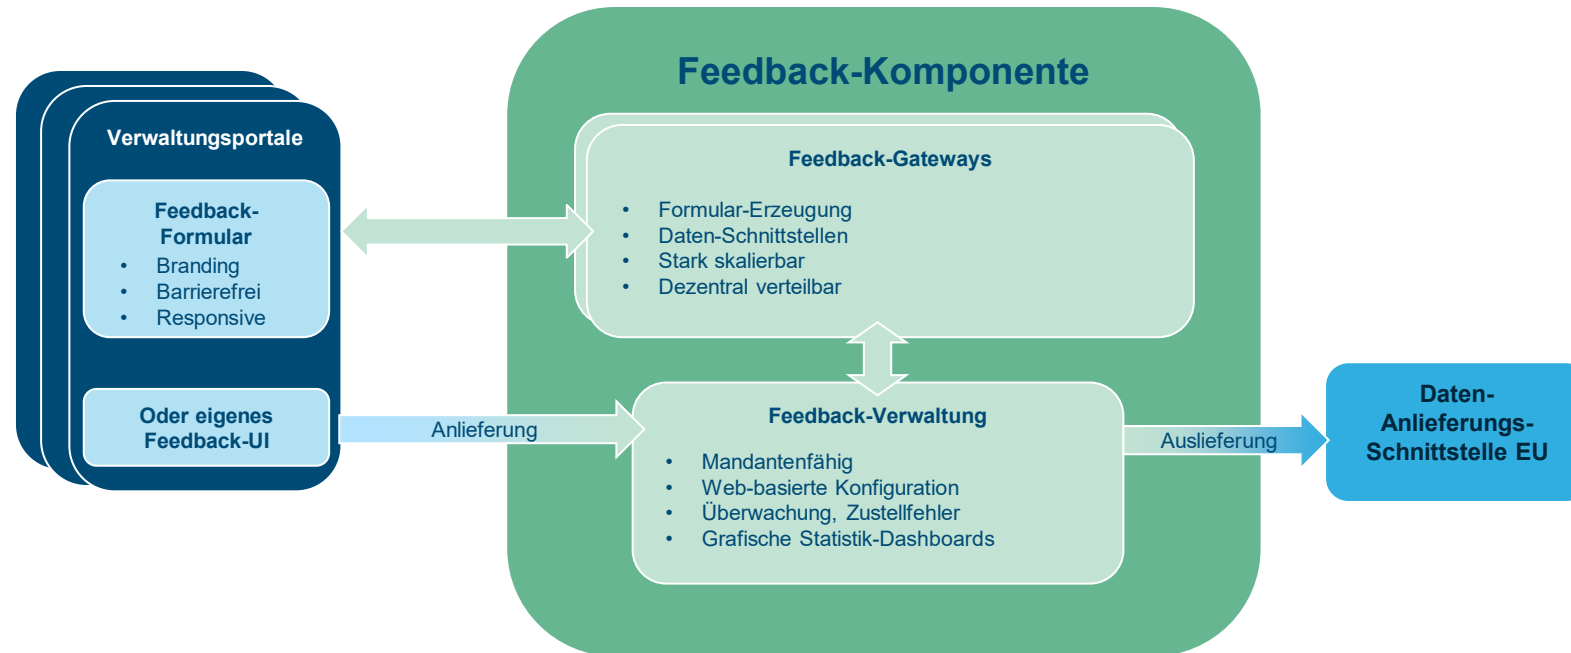 Feedback-Komponente
Verwaltungsportale
Feedback-
Formular
• Branding
• Barrierefrei
• Responsive
Oder eigenes
Feedback-UI
Anlieferung
Feedback-Gateways
• Formular-Erzeugung
• Daten-Schnittstellen
• Stark skalierbar
• Dezentral verteilbar
Feedback-Verwaltung
• Mandantenfähig
• Web-basierte Konfiguration
• Überwachung, Zustellfehler
• Grafische Statistik-Dashboards
Auslieferung
Daten-
Anlieferungs-
Schnittstelle EU